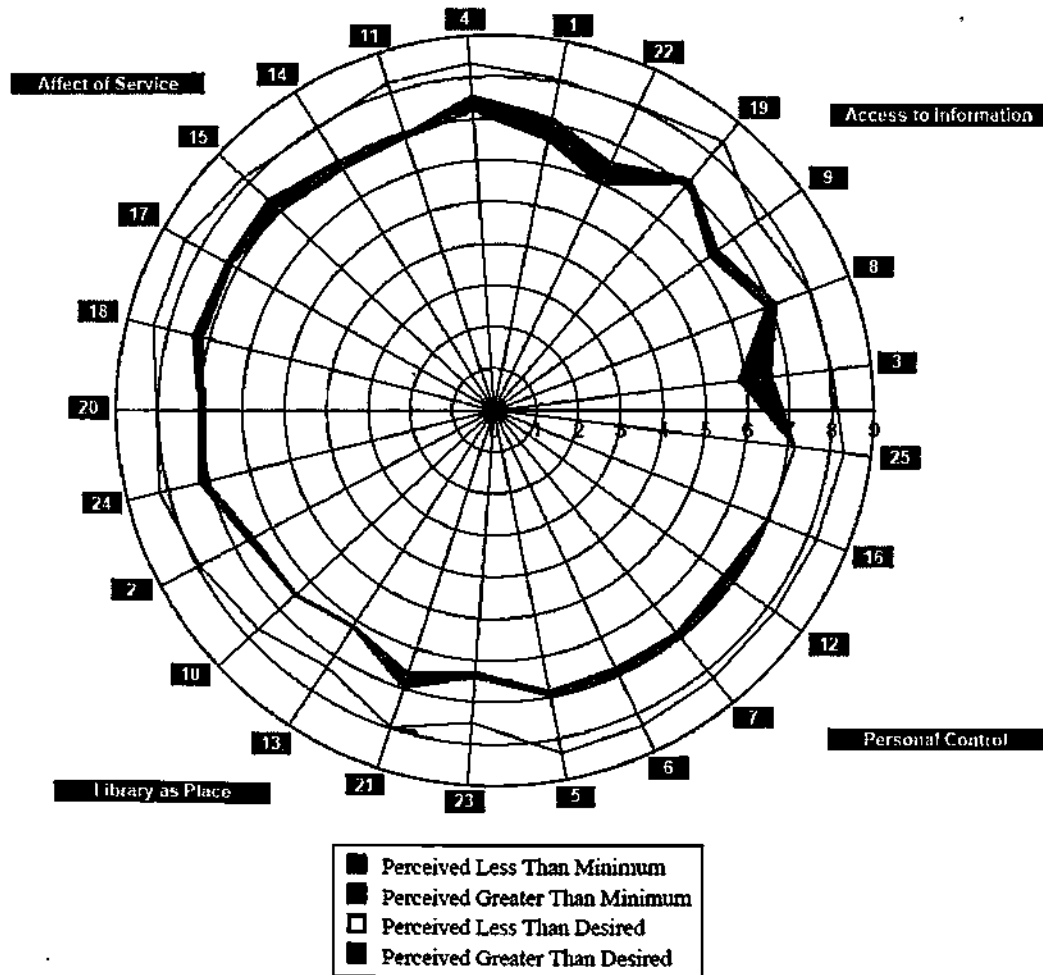 4
1
11
22
14
19
Affect of Service
Access to Information
15
9
17
8
18
3
20
1 2 3 4 5 6 7 8 9
25
24
16
2
12
10
7
13
6
Personal Control
21
5
23
Library as Place
Perceived Less Than Minimum
Perceived Greater Than Minimum
Perceived Less Than Desired
Perceived Greater Than Desired